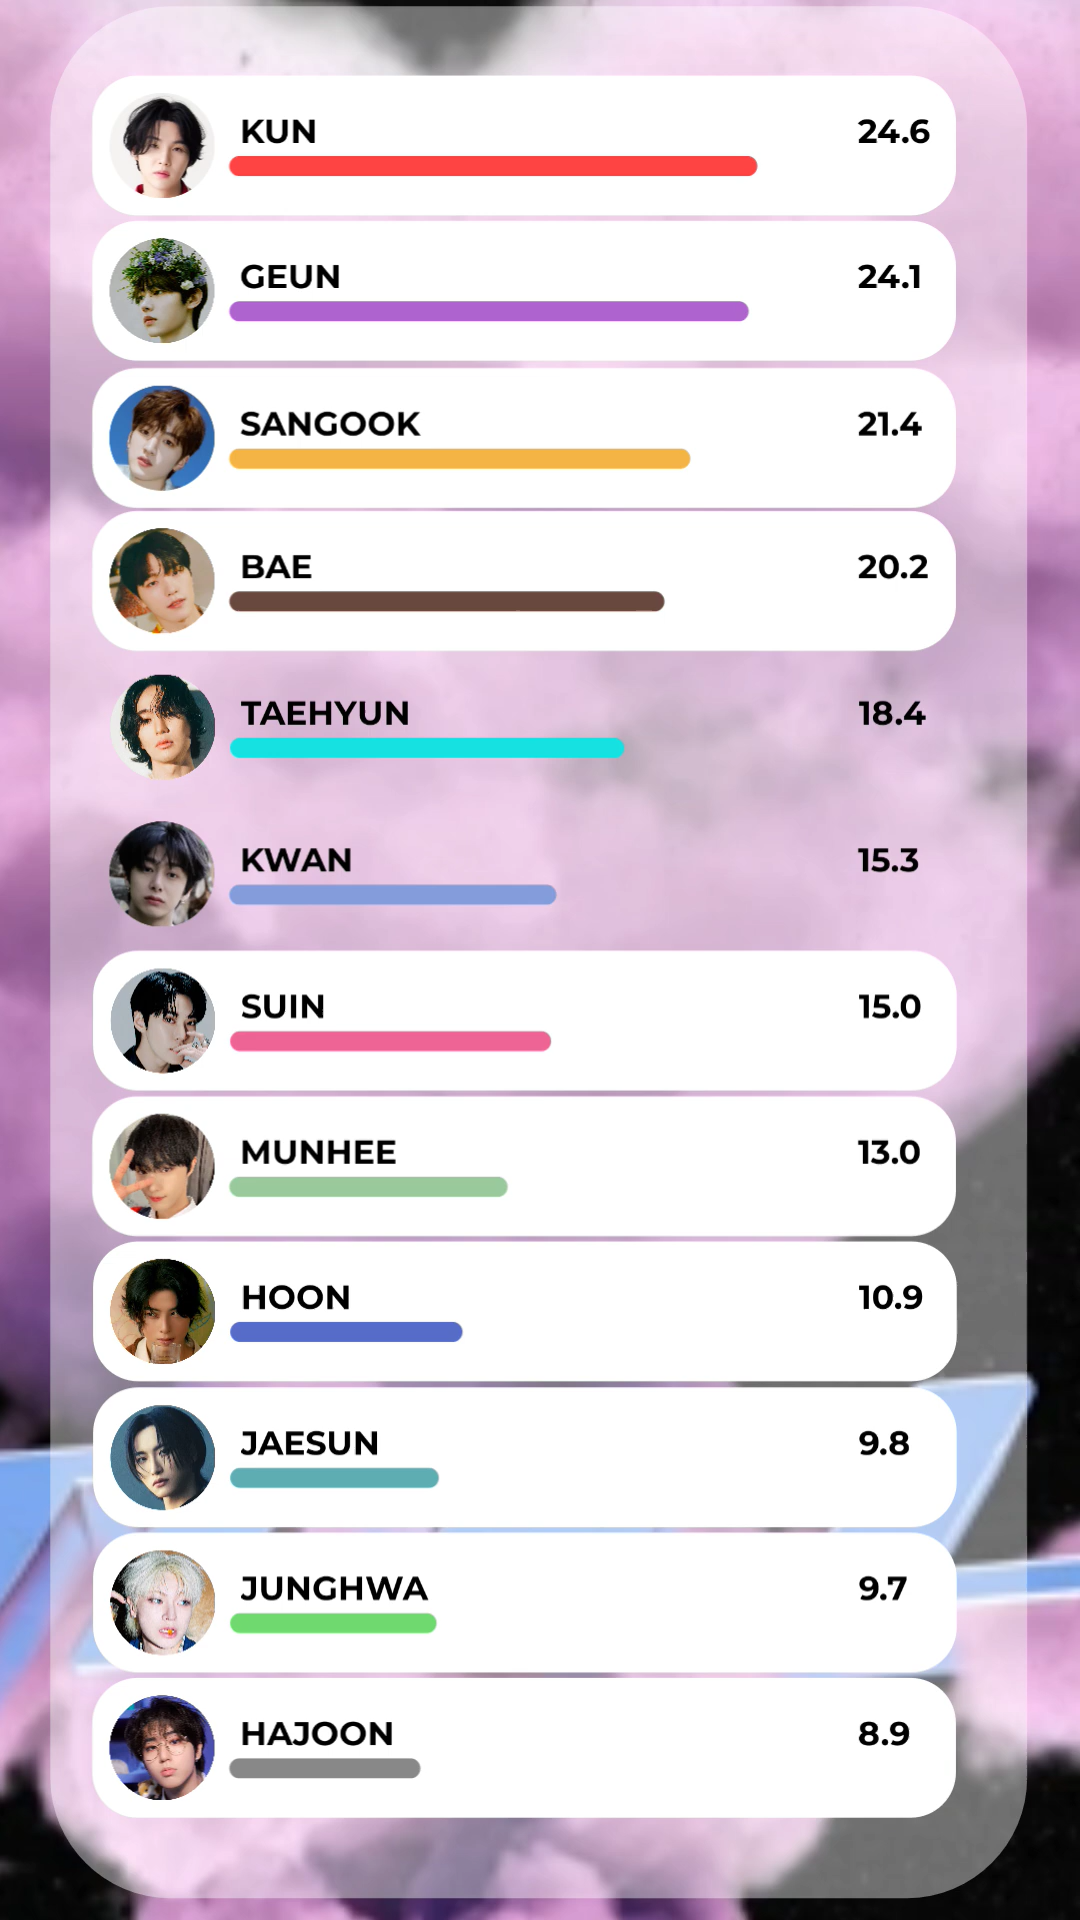 KUN 24.6
GEUN 24.1
SANGOOK 21.4
BAE 20.2
TAEHYUN 18.4
KWAN 15.3
SUIN 15.0
MUNHEE 13.0
HOON 10.9
JAESUN 9.8
JUNGHWA 9.7
HAJOON 8.9